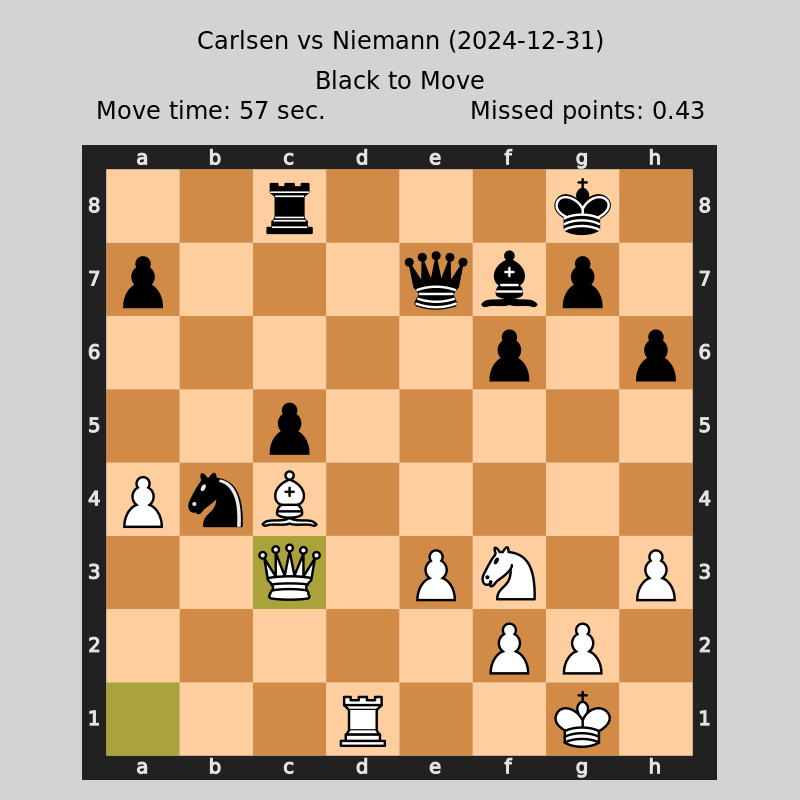 Carlsen vs Niemann (2024-12-31)
Black to Move
Move time: 57 sec. Missed points: 0.43
a b c d e f g h
8 8
7 7
6 6
5 5
4 4
3 3
2 2
1 1
a b c d e f g h